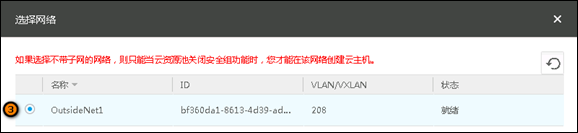 选择网络
如果选择不带子网的网络，则只能当云资源池关闭安全组功能时，您才能在该网络创建云主机。
名称 ID VLAN/VXLAN 状态
3 OutsideNet1 bf360da1-8613-4d39-ad... 208 就绪